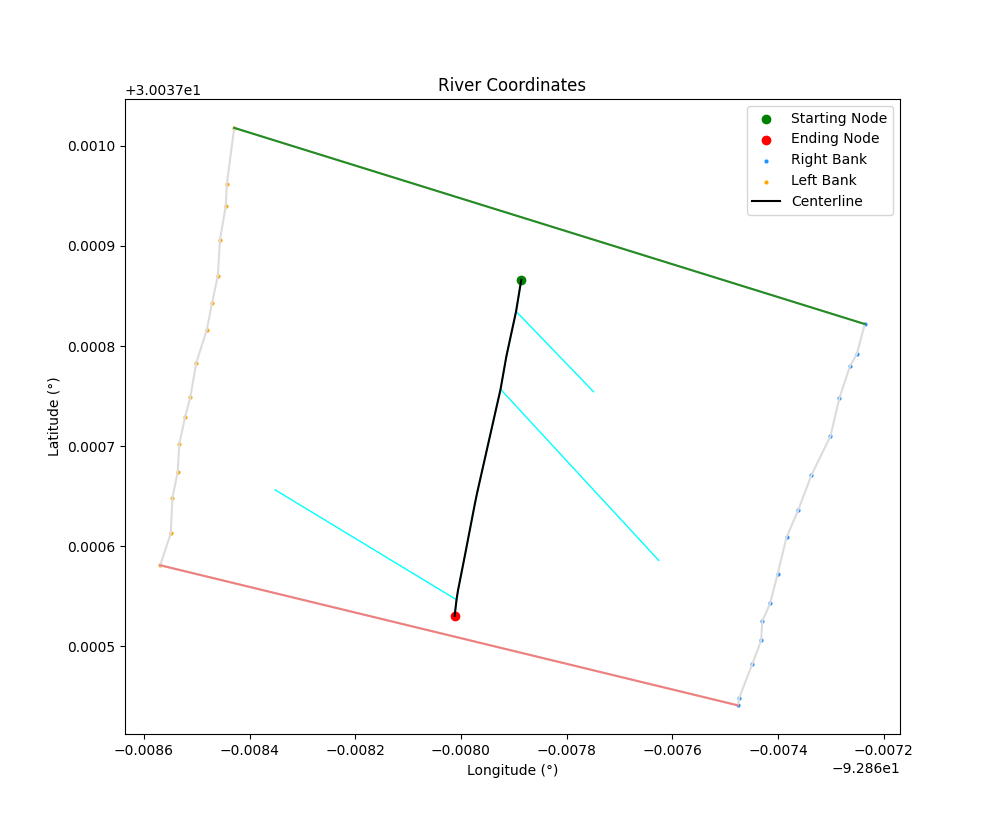 River Coordinates
+3.0037e1
Starting Node
Ending Node
Right Bank
Left Bank
Centerline
0.0010
0.0009
0.0008
0.0007
0.0006
0.0005
Latitude (°)
−0.0086
−0.0084
−0.0082
−0.0080
−0.0078
−0.0076
−0.0074
−0.0072
Longitude (°)
−9.286e1